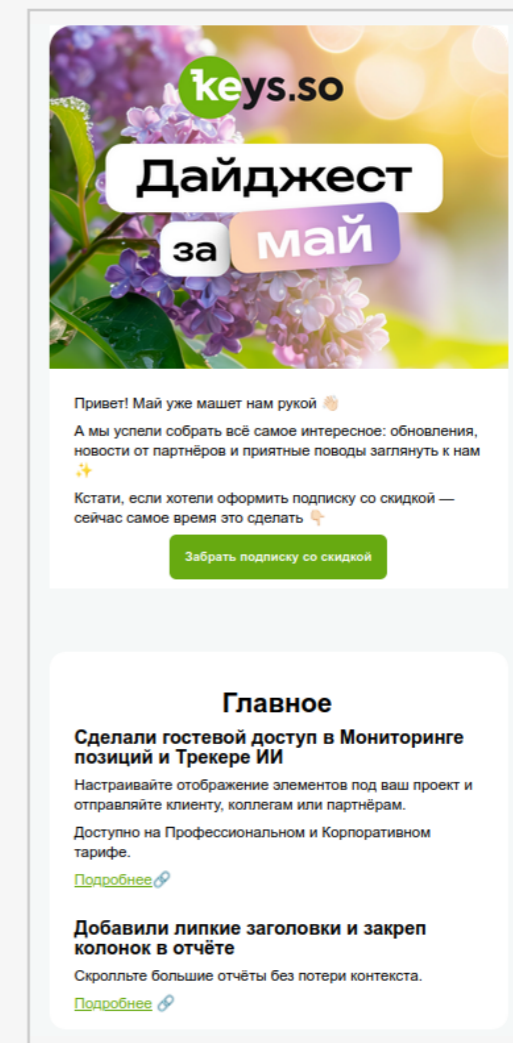 keys.so
Дайджест
за май
Привет! Май уже машет нам рукой 👋🏻
А мы успели собрать всё самое интересное: обновления,
новости от партнёров и приятные поводы заглянуть к нам
✨
Кстати, если хотели оформить подписку со скидкой —
сейчас самое время это сделать 👇🏻
Забрать подписку со скидкой
Главное
Сделали гостевой доступ в Мониторинге
позиций и Трекере ИИ
Настраивайте отображение элементов под ваш проект и
отправляйте клиенту, коллегам или партнёрам.
Доступно на Профессиональном и Корпоративном
тарифе.
Подробнее🔗
Добавили липкие заголовки и закреп
колонок в отчёте
Скролльте большие отчёты без потери контекста.
Подробнее 🔗